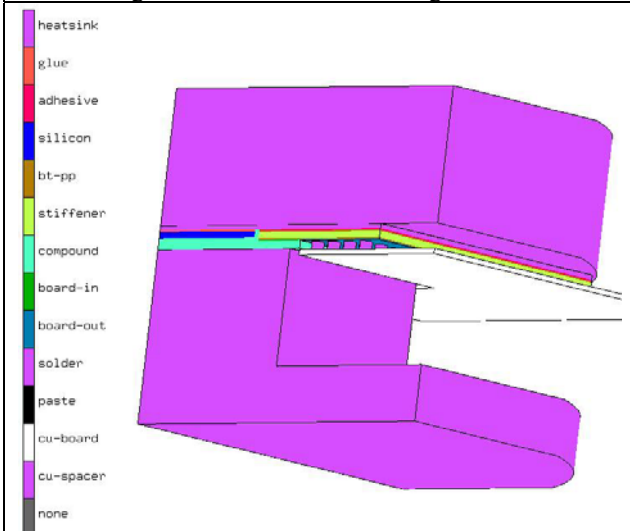 heatsink
glue
adhesive
silicon
bt-pp
stiffener
compound
board-in
board-out
solder
paste
cu-board
cu-spacer
none